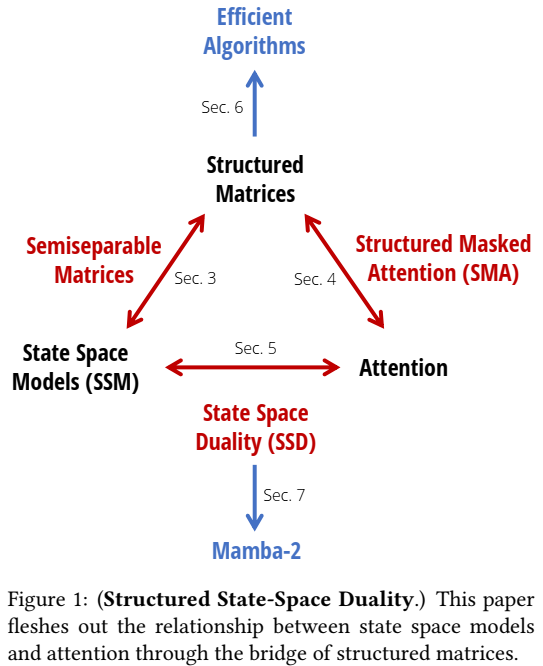 Efficient
Algorithms
Sec. 6
Structured
Matrices
Semiseparable
Matrices
Structured Masked
Attention (SMA)
Sec. 3
Sec. 4
State Space
Models (SSM)
Sec. 5
Attention
State Space
Duality (SSD)
Sec. 7
Mamba-2
Figure 1: (Structured State-Space Duality.) This paper
fleshes out the relationship between state space models
and attention through the bridge of structured matrices.